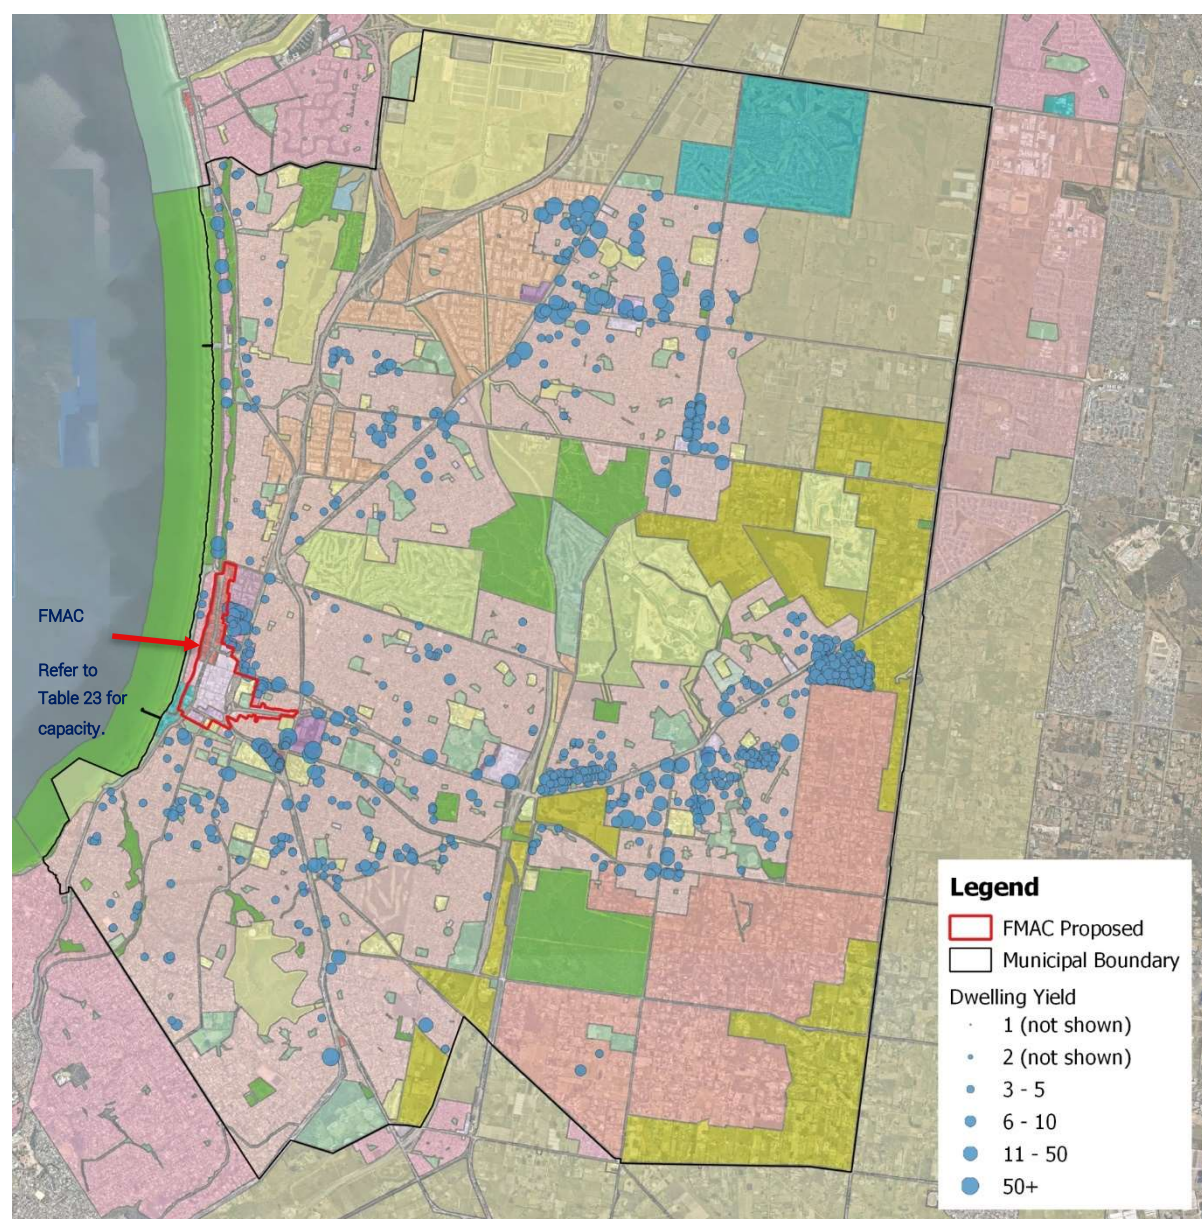 FMAC
Refer to
Table 23 for
capacity.
Legend
FMAC Proposed
Municipal Boundary
Dwelling Yield
1 (not shown)
2 (not shown)
3 - 5
6 - 10
11 - 50
50+